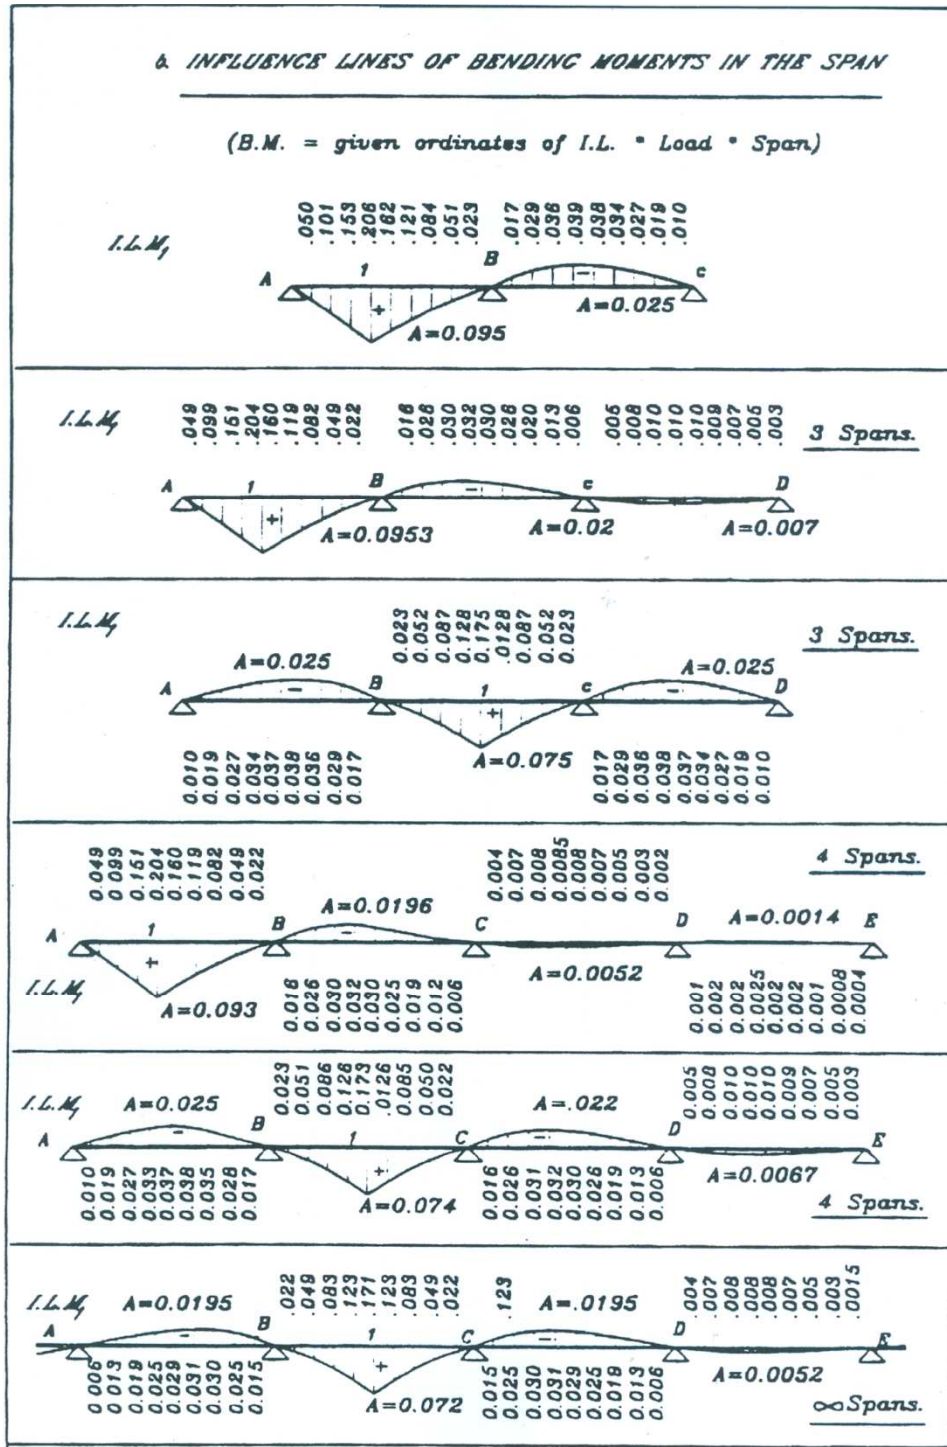 6. INFLUENCE LINES OF BENDING MOMENTS IN THE SPAN
(B.M. = given ordinates of I.L. * Load * Span)
I.L.M1
.050 .101 .153 .206 .162 .121 .084 .051 .023
.017 .029 .036 .039 .038 .034 .027 .019 .010
A 1 B c
+ -
A=0.095 A=0.025
I.L.M1
.049 .099 .151 .204 .160 .119 .082 .049 .022
.016 .026 .030 .032 .030 .026 .020 .013 .006
.005 .008 .010 .010 .010 .009 .007 .005 .003
3 Spans.
A 1 B c D
+ -
A=0.0953 A=0.02 A=0.007
I.L.M1
0.023 0.052 0.087 0.128 0.175 .0128 0.087 0.052 0.023
3 Spans.
A=0.025 A=0.025
A B 1 c D
- + -
A=0.075
0.010 0.019 0.027 0.034 0.037 0.038 0.036 0.029 0.017
0.017 0.029 0.036 0.038 0.037 0.034 0.027 0.019 0.010
0.049 0.099 0.151 0.204 0.160 0.119 0.082 0.049 0.022
0.004 0.007 0.008 0.0085 0.008 0.007 0.005 0.003 0.002
4 Spans.
A=0.0196 A=0.0014
A 1 B C D E
+ -
I.L.M1
A=0.093 A=0.0052
0.016 0.026 0.030 0.032 0.030 0.025 0.019 0.012 0.006
0.001 0.002 0.002 0.0025 0.002 0.002 0.001 0.0008 0.0004
0.023 0.051 0.086 0.126 0.173 .0126 0.085 0.050 0.022
0.005 0.008 0.010 0.010 0.010 0.009 0.007 0.005 0.003
I.L.M1
A=0.025 A=.022
A B 1 C D E
- + -
A=0.074 A=0.0067
0.010 0.019 0.027 0.033 0.037 0.038 0.035 0.028 0.017
0.016 0.026 0.031 0.032 0.030 0.026 0.019 0.013 0.006
4 Spans.
.022 .049 .083 .123 .171 .123 .083 .049 .022
.123
.004 .007 .008 .008 .008 .007 .005 .003 .0015
I.L.M1
A=0.0195 A=.0195
A B 1 C D E
- + -
A=0.072 A=0.0052
0.006 0.013 0.019 0.025 0.029 0.031 0.030 0.025 0.015
0.015 0.025 0.030 0.031 0.029 0.025 0.019 0.013 0.006
∞ Spans.